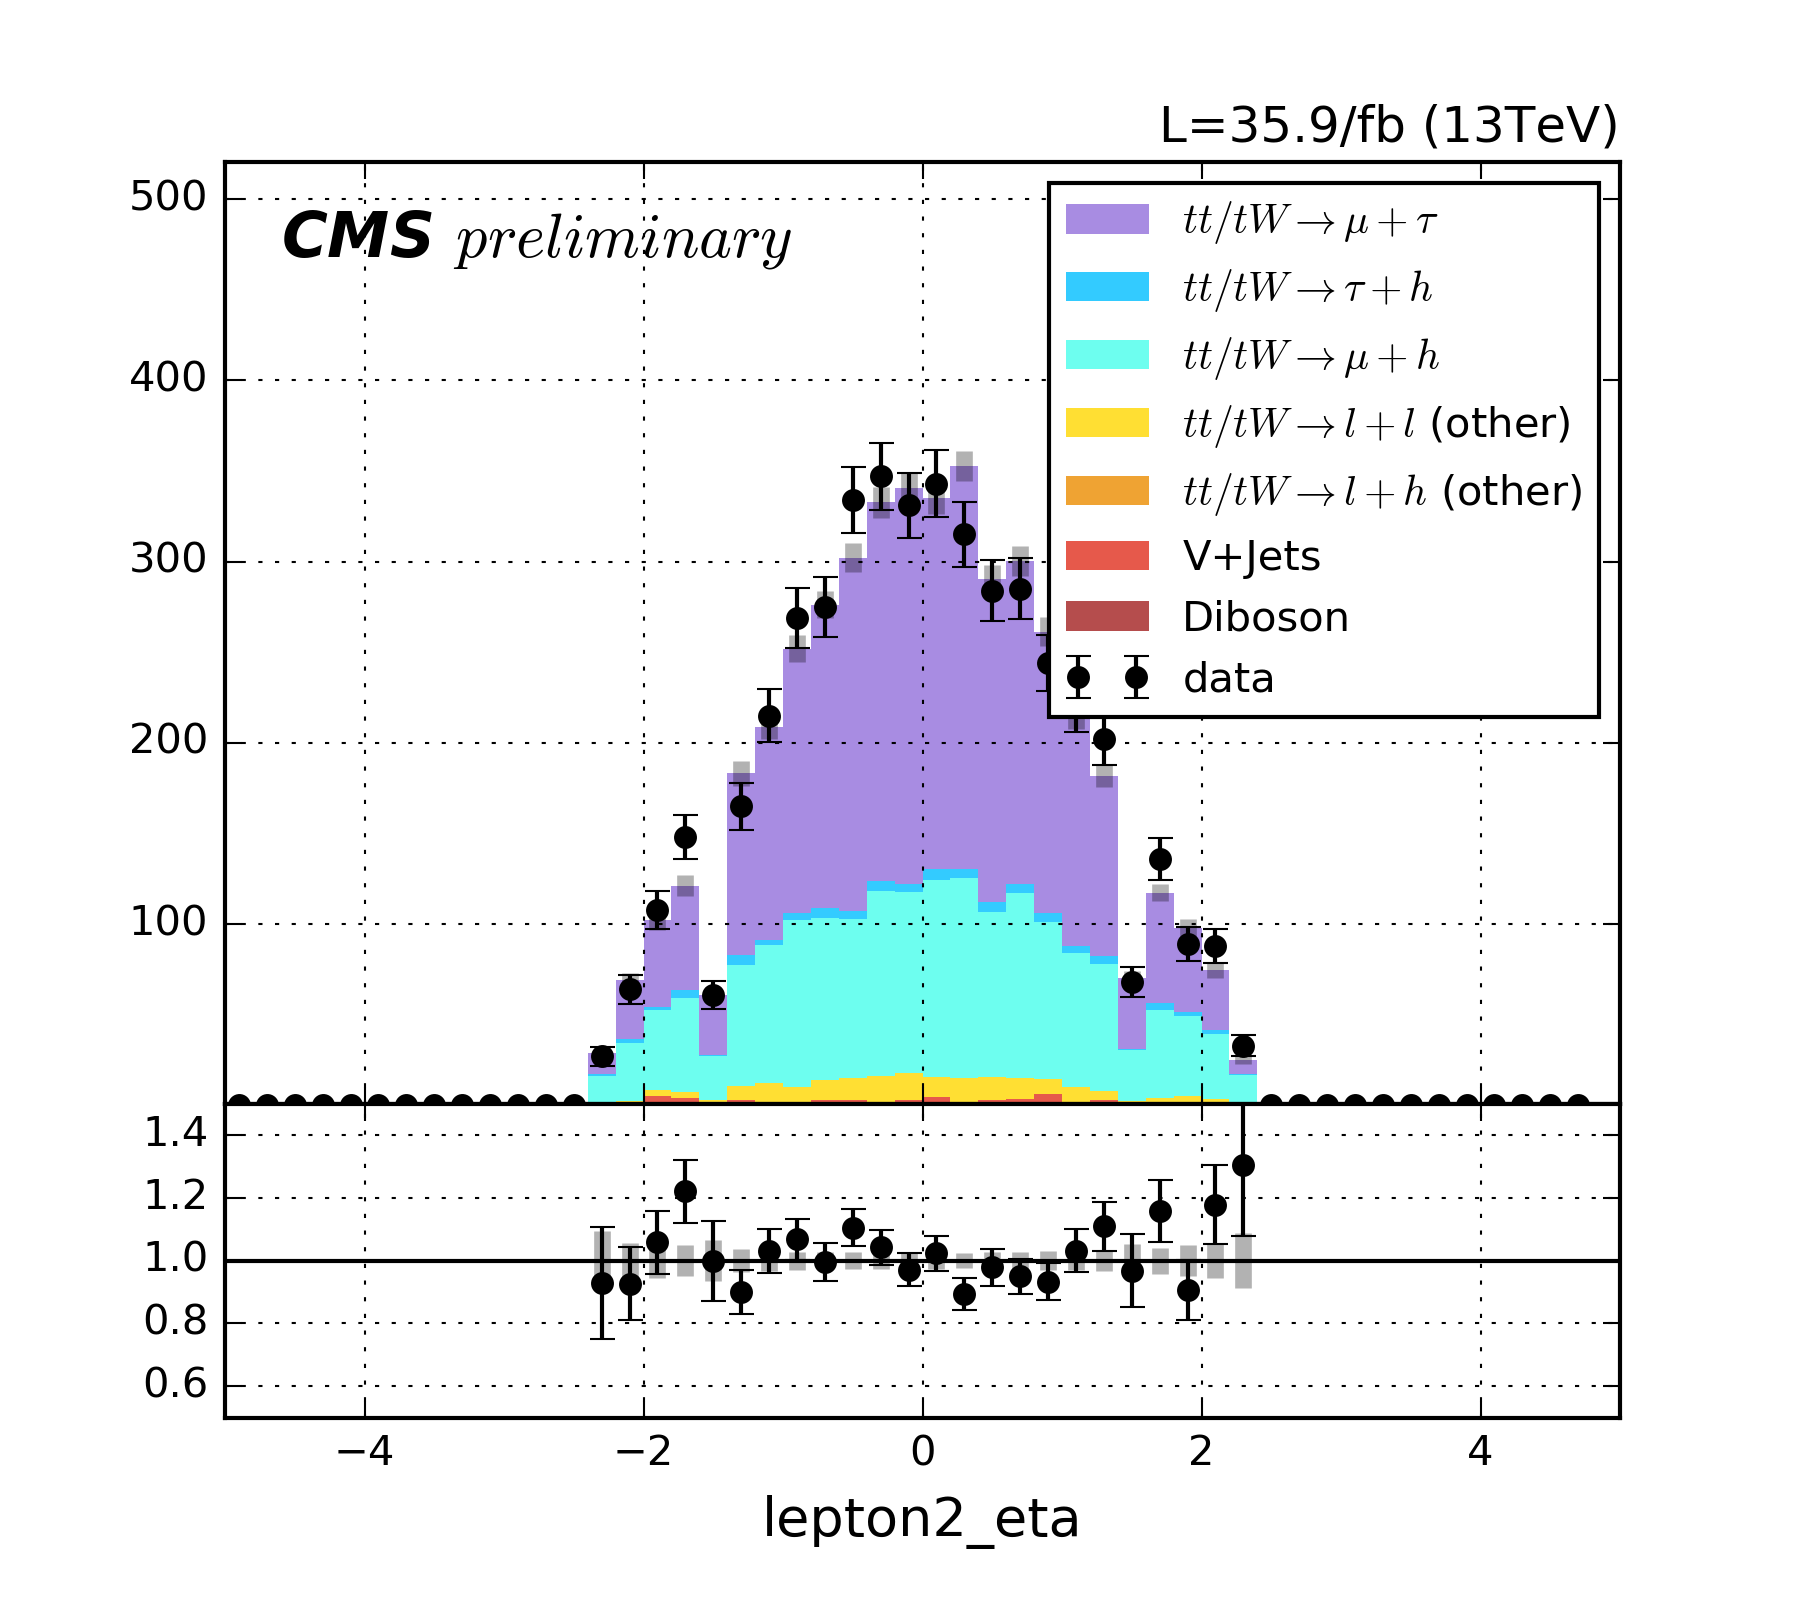 L=35.9/fb (13TeV)
CMS preliminary
500
400
300
200
100
tt/tW→μ+τ
tt/tW→τ+h
tt/tW→μ+h
tt/tW→l+l (other)
tt/tW→l+h (other)
V+Jets
Diboson
data
1.4
1.2
1.0
0.8
0.6
−4 −2 0 2 4
lepton2_eta